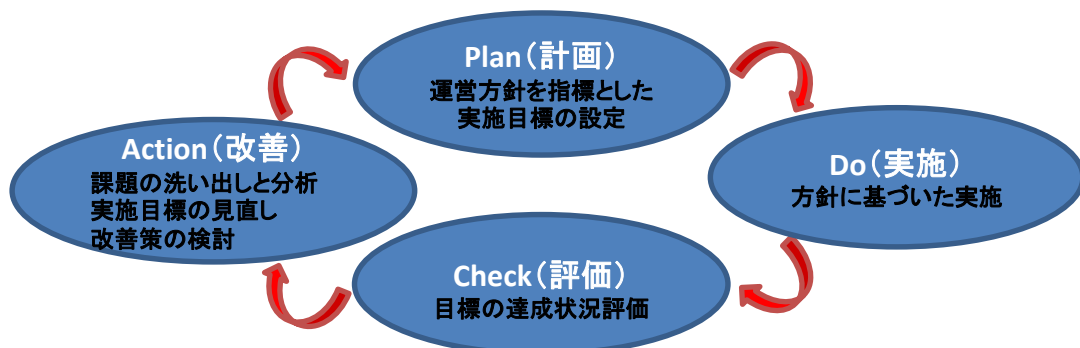 Plan（計画）
運営方針を指標とした
実施目標の設定
Do（実施）
方針に基づいた実施
Check（評価）
目標の達成状況評価
Action（改善）
課題の洗い出しと分析
実施目標の見直し
改善策の検討